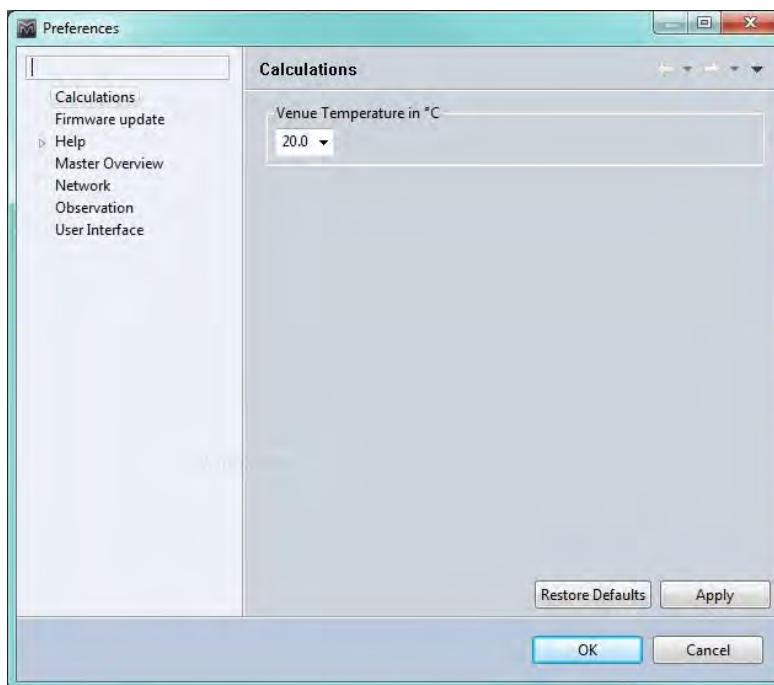 Preferences
Calculations
Firmware update
Help
Master Overview
Network
Observation
User Interface
Calculations
Venue Temperature in °C
20.0
Restore Defaults
Apply
OK
Cancel